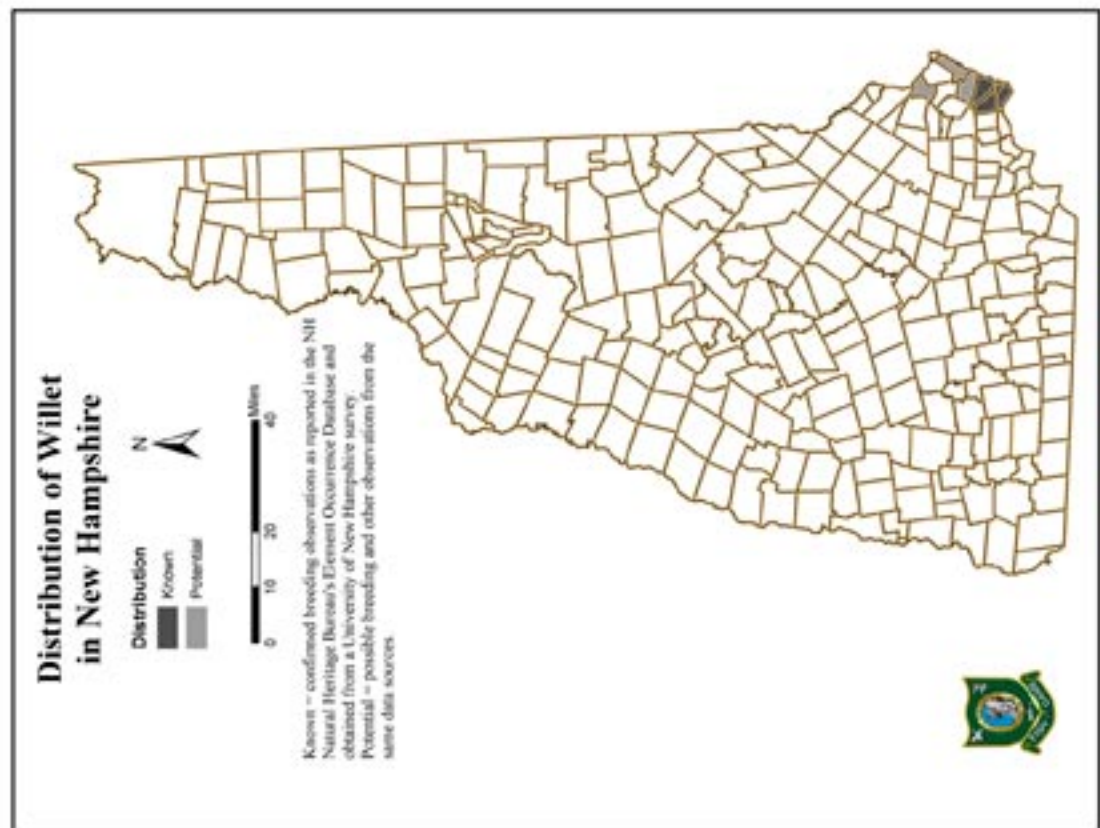 Distribution of Willet
in New Hampshire
N
Distribution
Known
Potential
0 10 20 40
Miles
Known = confirmed breeding observations as reported in the NH
Natural Heritage Bureau's Element Occurrence Database and
obtained from a University of New Hampshire survey.
Potential = possible breeding and other observations from the
same data sources